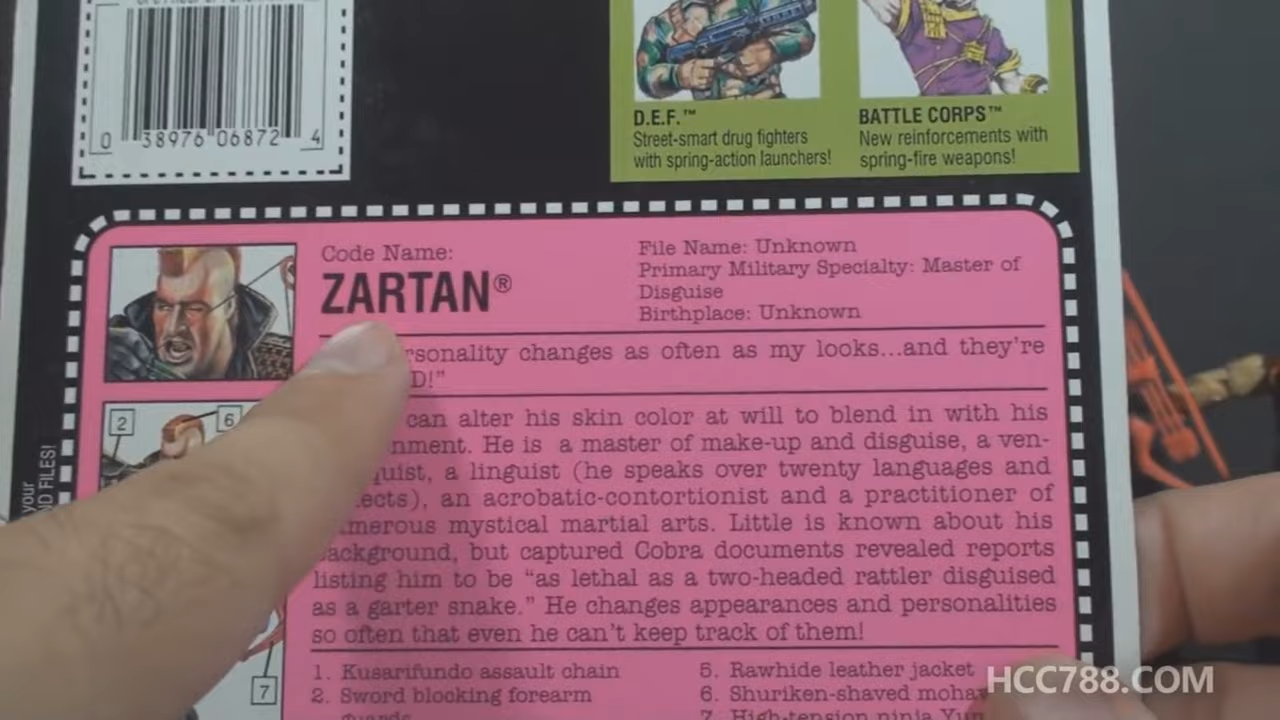 0 38976 06872 4
D.E.F.™
Street-smart drug fighters
with spring-action launchers!
BATTLE CORPS™
New reinforcements with
spring-fire weapons!
Code Name:
ZARTAN®
File Name: Unknown
Primary Military Specialty: Master of
Disguise
Birthplace: Unknown
changes as often as my looks...and they're
D!"
can alter his skin color at will to blend in with his
nment. He is a master of make-up and disguise, a ven-
quist, a linguist (he speaks over twenty languages and
ects), an acrobatic-contortionist and a practitioner of
merous mystical martial arts. Little is known about his
background, but captured Cobra documents revealed reports
listing him to be “as lethal as a two-headed rattler disguised
as a garter snake.” He changes appearances and personalities
so often that even he can't keep track of them!
2
6
7
1. Kusarifundo assault chain
2. Sword blocking forearm
5. Rawhide leather jacket
6. Shuriken-shaved
7. High-tension ninja
your
FILES!
HCC788.COM